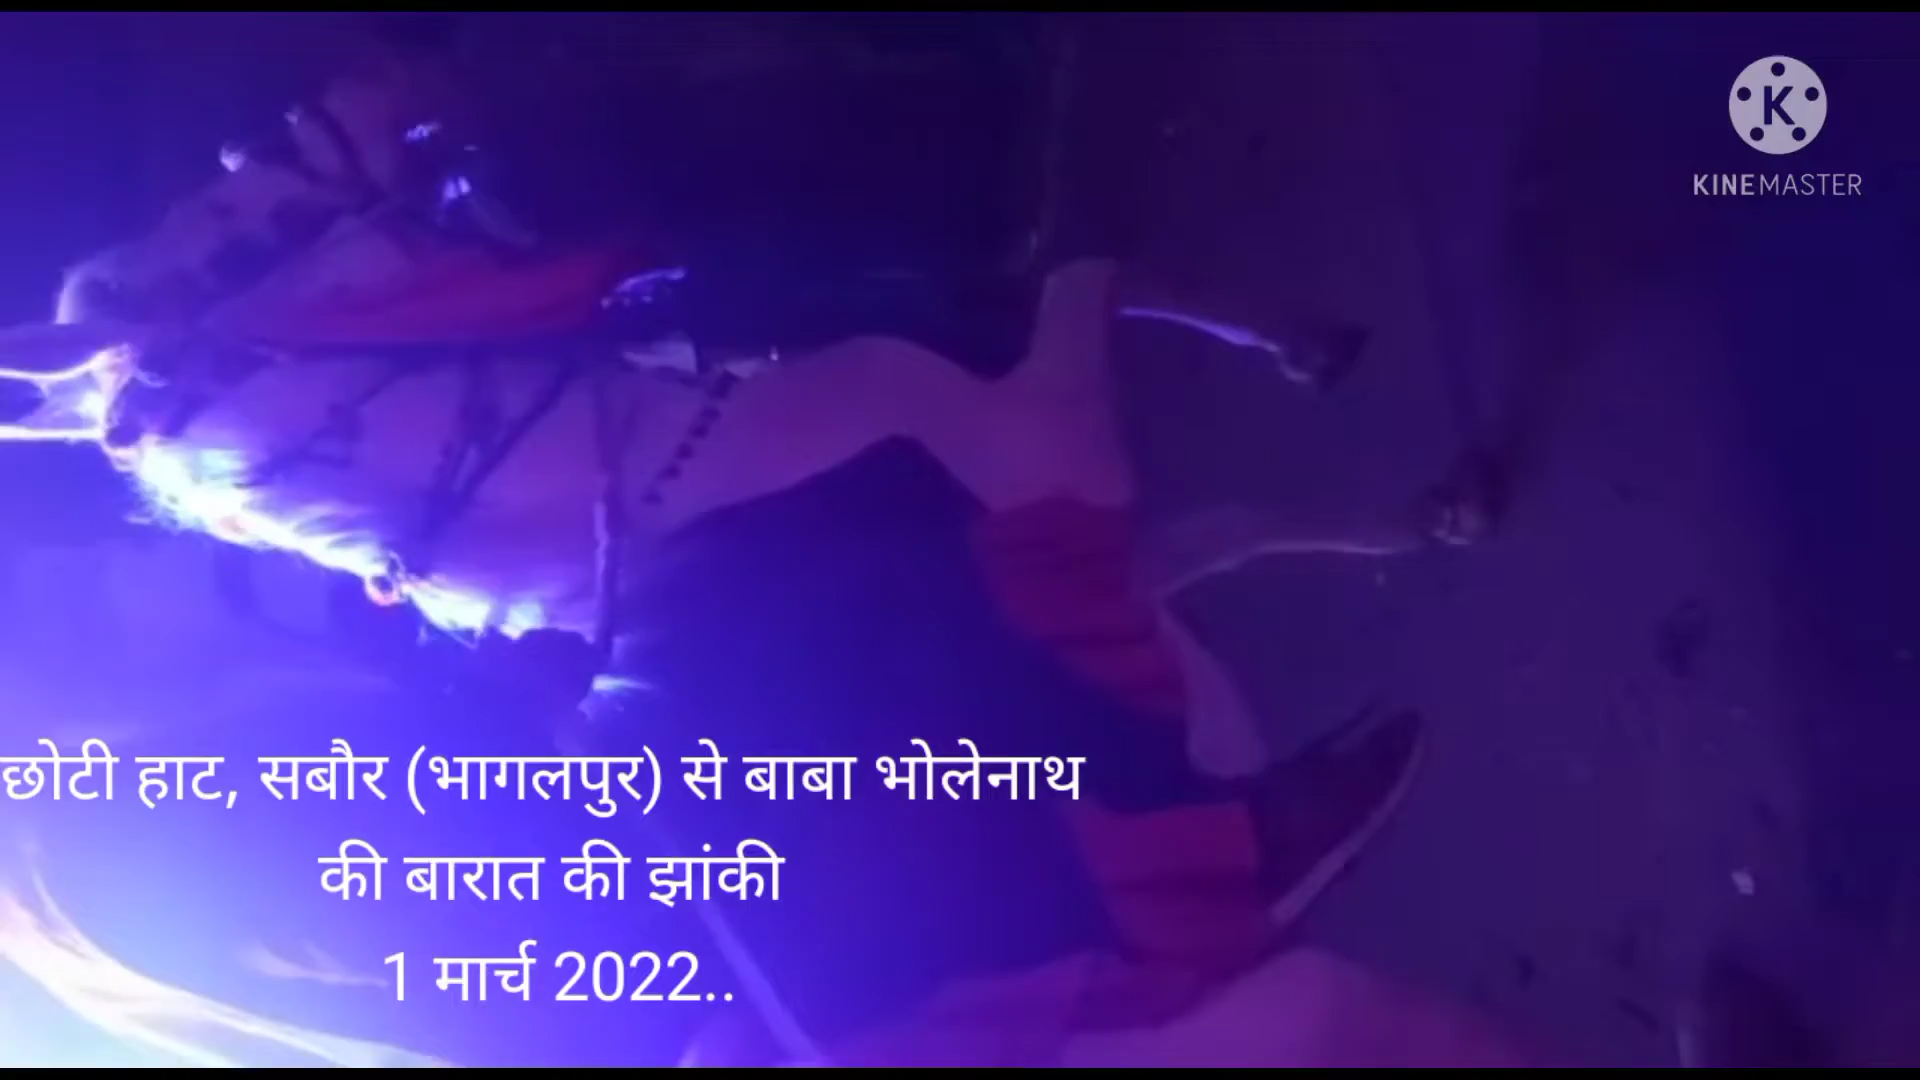 KINEMASTER
छोटी हाट, सबौर (भागलपुर) से बाबा भोलेनाथ
की बारात की झांकी
1 मार्च 2022..